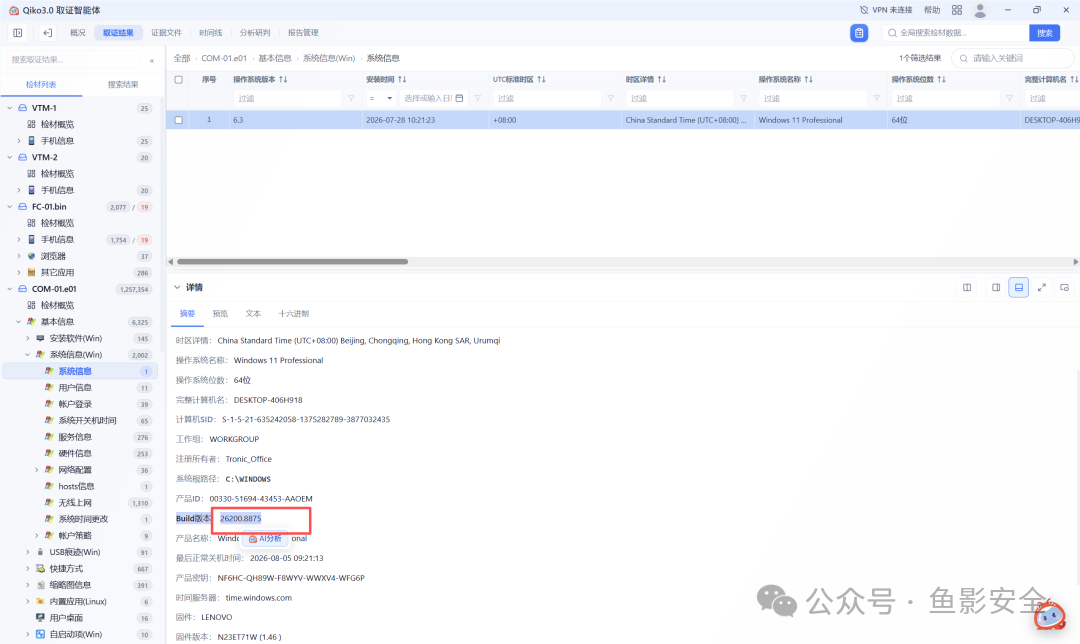 Qiko3.0 取证智能体
VPN 未连接 帮助
概况 取证结果 证据文件 时间线 分析研判 报告管理
全局搜索检材数据... 搜索
搜索取证结果... «
全部 › COM-01.e01 › 基本信息 › 系统信息(Win) › 系统信息
1个筛选结果 请输入关键词
检材列表 搜索结果
序号 操作系统版本 安装时间 UTC标准时区 时区详情 操作系统名称 操作系统位数 完整计算机名
过滤 = 选择或输入日期 过滤 过滤 过滤 过滤 过滤
1 6.3 2026-07-28 10:21:23 +08:00 China Standard Time (UTC+08:00) ... Windows 11 Professional 64位 DESKTOP-406H9
VTM-1 25
检材概览
手机信息 25
VTM-2 20
检材概览
手机信息 20
FC-01.bin 2,077 / 19
检材概览
手机信息 1,754 / 19
浏览器 37
其它应用 286
COM-01.e01 1,257,354
检材概览
基本信息 6,325
安装软件(Win) 145
系统信息(Win) 2,002
系统信息 1
用户信息 11
帐户登录 39
系统开关机时间 65
服务信息 276
硬件信息 253
网络配置 36
hosts信息 1
无线上网 1,310
系统时间更改 1
帐户策略 9
USB痕迹(Win) 91
快捷方式 667
缩略图信息 391
内置应用(Linux) 6
用户桌面 16
自启动项(Win) 10
详情
摘要 预览 文本 十六进制
时区详情: China Standard Time (UTC+08:00) Beijing, Chongqing, Hong Kong SAR, Urumqi
操作系统名称: Windows 11 Professional
操作系统位数: 64位
完整计算机名: DESKTOP-406H918
计算机SID: S-1-5-21-635242058-1375282789-3877032435
工作组: WORKGROUP
注册所有者: Tronic_Office
系统根路径: C:\WINDOWS
产品ID: 00330-51694-43453-AAOEM
Build版本 26200.8875
产品名称: Windo AI分析 onal
最后正常关机时间: 2026-08-05 09:21:13
产品密钥: NF6HC-QH89W-F8WYV-WWXV4-WFG6P
时间服务器: time.windows.com
固件: LENOVO
固件版本: N23ET71W (1.46 )
公众号 · 鱼影安全